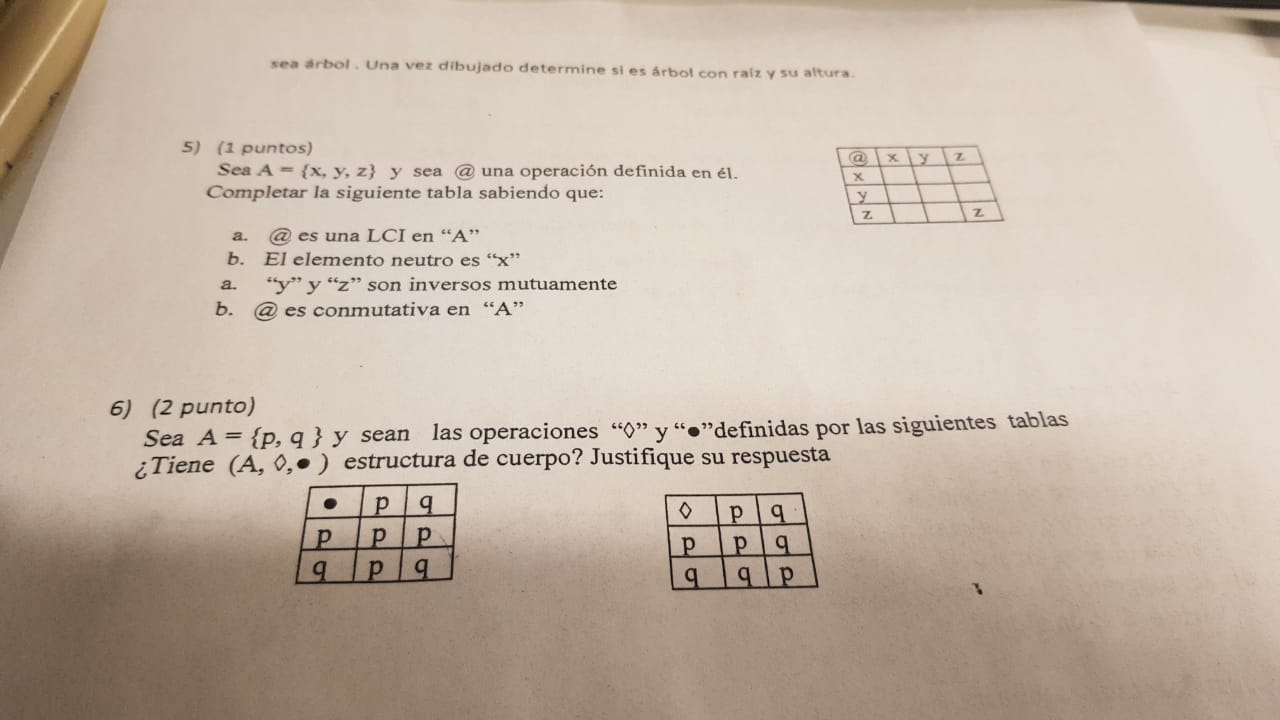 sea árbol . Una vez dibujado determine si es árbol con raíz y su altura.
5) (1 puntos)
Sea A = {x, y, z} y sea @ una operación definida en él.
Completar la siguiente tabla sabiendo que:
@ x y z
x
y
z z
a. @ es una LCI en “A”
b. El elemento neutro es “x”
a. “y” y “z” son inversos mutuamente
b. @ es conmutativa en “A”
6) (2 punto)
Sea A = {p, q } y sean las operaciones “◊” y “●”definidas por las siguientes tablas
¿Tiene (A, ◊,● ) estructura de cuerpo? Justifique su respuesta
● p q
p p p
q p q
◊ p q
p p q
q q p